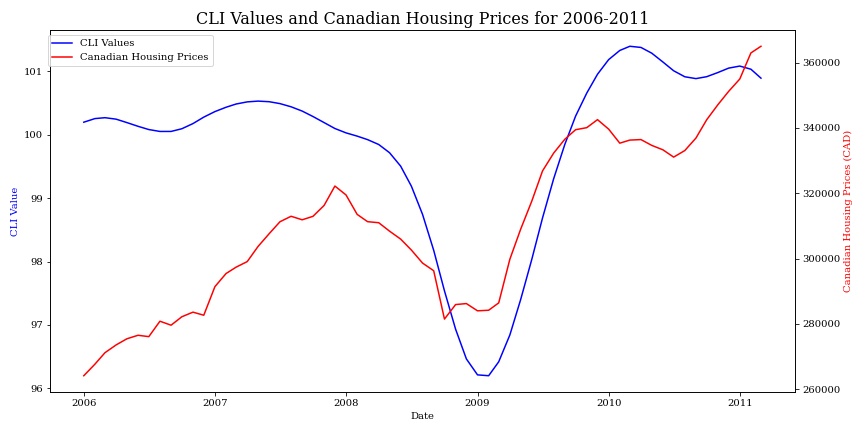 CLI Values and Canadian Housing Prices for 2006-2011
CLI Values
Canadian Housing Prices
101
100
99
98
97
96
CLI Value
360000
340000
320000
300000
280000
260000
Canadian Housing Prices (CAD)
2006 2007 2008 2009 2010 2011
Date